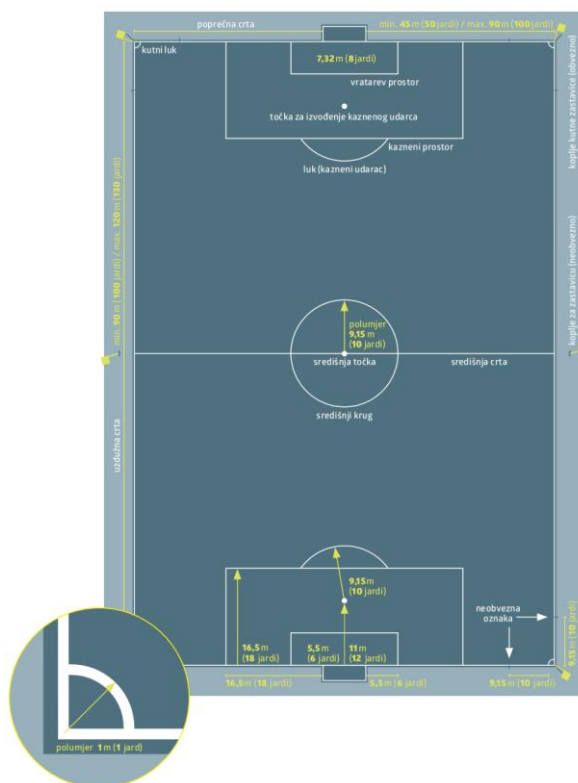 poprečna crta
min. 45 m (50 jardi) / max. 90 m (100 jardi)
kutni luk
7,32 m (8 jardi)
vratarev prostor
točka za izvođenje kaznenog udarca
kazneni prostor
luk (kazneni udarac)
koplje kutne zastavice (obvezno)
min. 90 m (100 jardi) / max. 120 m (130 jardi)
koplje za zastavicu (neobvezno)
polumjer
9,15 m
(10 jardi)
središnja točka
središnja crta
središnji krug
uzdužna crta
9,15 m
(10 jardi)
neobvezna
oznaka
16,5 m
(18 jardi)
5,5 m
(6 jardi)
11 m
(12 jardi)
9,15 m (10 jardi)
16,5 m (18 jardi)
5,5 m (6 jardi)
9,15 m (10 jardi)
polumjer 1 m (1 jard)